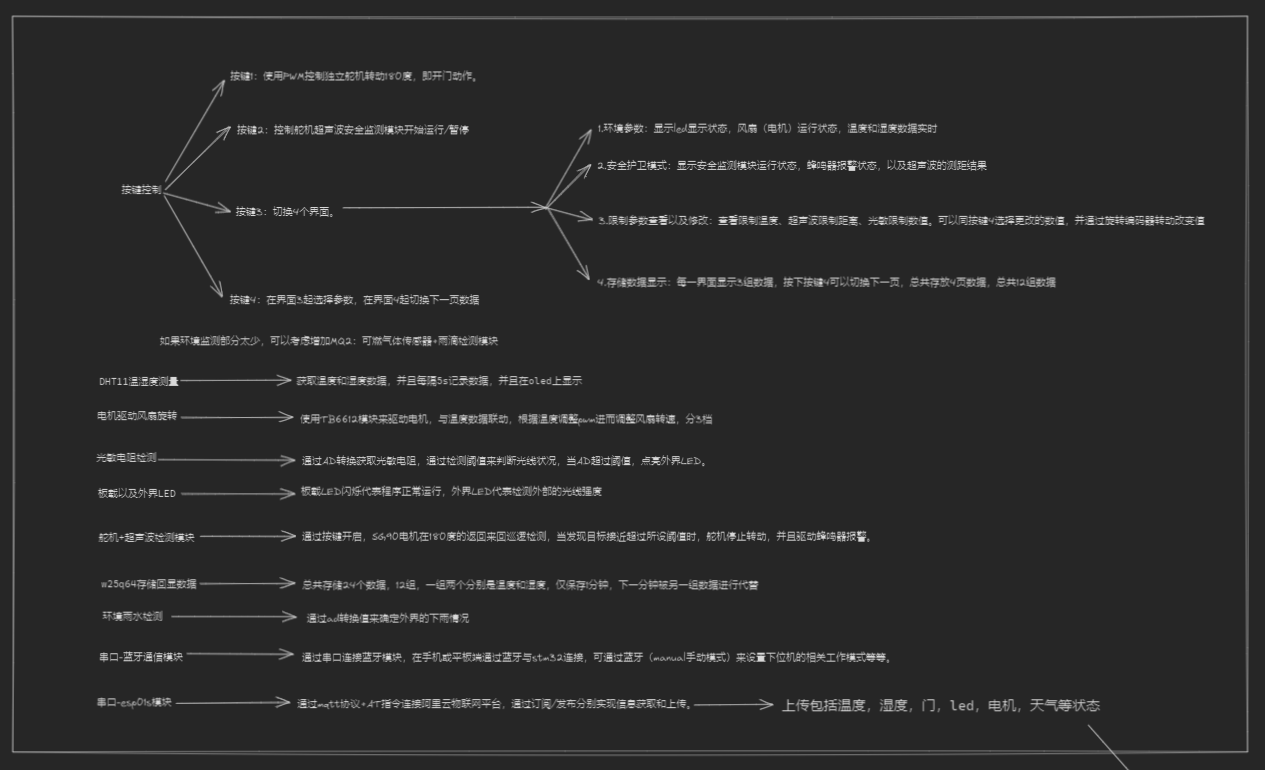 按键1：使用PWM控制独立舵机转动180度，即开门动作。
按键2：控制舵机超声波安全监测模块开始运行/暂停
按键控制
按键3：切换4个界面。
按键4：在界面3起选择参数，在界面4起切换下一页数据
1.环境参数：显示led显示状态，风扇（电机）运行状态，温度和湿度数据实时
2.安全护卫模式：显示安全监测模块运行状态，蜂鸣器报警状态，以及超声波的测距结果
3.限制参数查看以及修改：查看限制温度、超声波限制距离、光敏限制数值。可以同按键4选择更改的数值，并通过旋转编码器转动改变值
4.存储数据显示：每一界面显示3组数据，按下按键4可以切换下一页，总共存放4页数据，总共12组数据
如果环境监测部分太少，可以考虑增加MQ2：可燃气体传感器+雨滴检测模块
DHT11温湿度测量
获取温度和湿度数据，并且每隔5s记录数据，并且在oled上显示
电机驱动风扇旋转
使用TB6612模块来驱动电机，与温度数据联动，根据温度调整pwm进而调整风扇转速，分3档
光敏电阻检测
通过AD转换获取光敏电阻，通过检测阈值来判断光线状况，当AD超过阈值，点亮外界LED。
板载以及外界LED
板载LED闪烁代表程序正常运行，外界LED代表检测外部的光线强度
舵机+超声波检测模块
通过按键开启，SG90电机在180度的返回来回巡逻检测，当发现目标接近超过所设阈值时，舵机停止转动，并且驱动蜂鸣器报警。
w25q64存储回显数据
总共存储24个数据，12组，一组两个分别是温度和湿度，仅保存1分钟，下一分钟被另一组数据进行代替
环境雨水检测
通过ad转换值来确定外界的下雨情况
串口-蓝牙通信模块
通过串口连接蓝牙模块，在手机或平板端通过蓝牙与stm32连接，可通过蓝牙（manual手动模式）来设置下位机的相关工作模式等等。
串口-esp01s模块
通过mqtt协议+AT指令连接阿里云物联网平台，通过订阅/发布分别实现信息获取和上传。
上传包括温度，湿度，门，led，电机，天气等状态